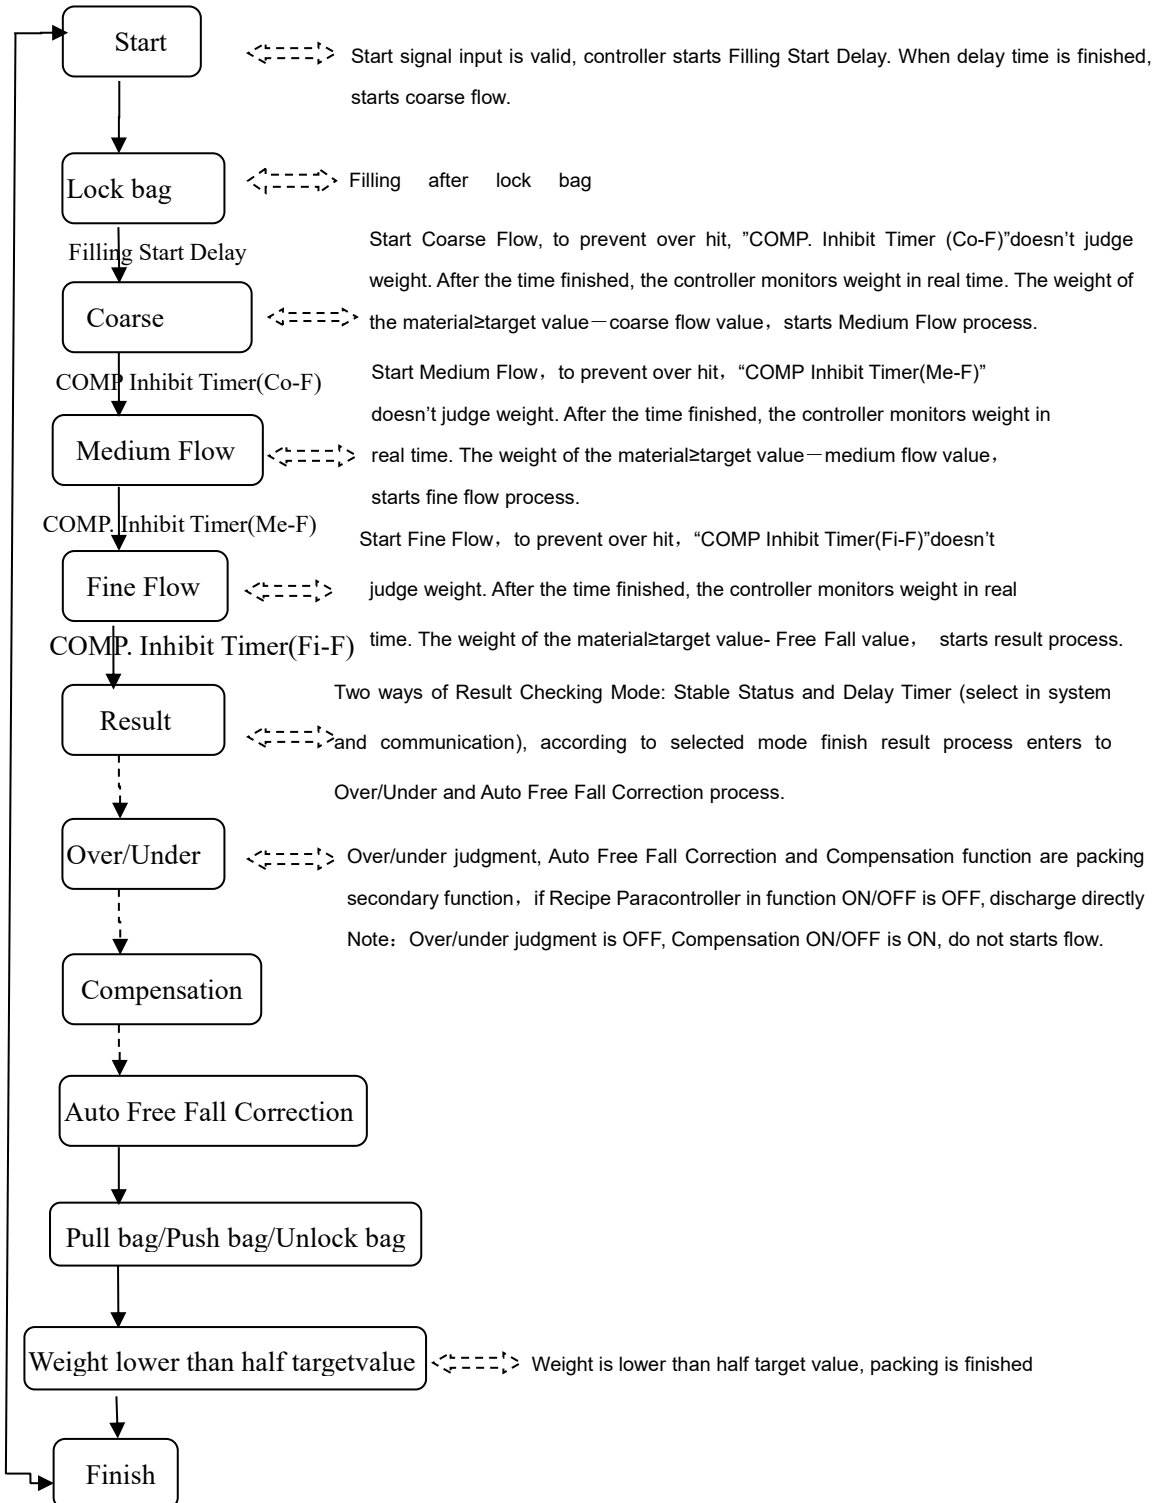 Start
Start signal input is valid, controller starts Filling Start Delay. When delay time is finished,
starts coarse flow.
Lock bag
Filling after lock bag
Filling Start Delay
Start Coarse Flow, to prevent over hit, ”COMP. Inhibit Timer (Co-F)”doesn’t judge
weight. After the time finished, the controller monitors weight in real time. The weight of
the material≥target value－coarse flow value，starts Medium Flow process.
Coarse
COMP Inhibit Timer(Co-F)
Start Medium Flow，to prevent over hit，“COMP Inhibit Timer(Me-F)”
doesn’t judge weight. After the time finished, the controller monitors weight in
real time. The weight of the material≥target value－medium flow value，
starts fine flow process.
Medium Flow
COMP. Inhibit Timer(Me-F)
Start Fine Flow，to prevent over hit，“COMP Inhibit Timer(Fi-F)”doesn’t
judge weight. After the time finished, the controller monitors weight in real
time. The weight of the material≥target value- Free Fall value， starts result process.
Fine Flow
COMP. Inhibit Timer(Fi-F)
Two ways of Result Checking Mode: Stable Status and Delay Timer (select in system
and communication), according to selected mode finish result process enters to
Over/Under and Auto Free Fall Correction process.
Result
Over/Under
Over/under judgment, Auto Free Fall Correction and Compensation function are packing
secondary function，if Recipe Paracontroller in function ON/OFF is OFF, discharge directly
Note：Over/under judgment is OFF, Compensation ON/OFF is ON, do not starts flow.
Compensation
Auto Free Fall Correction
Pull bag/Push bag/Unlock bag
Weight lower than half targetvalue
Weight is lower than half target value, packing is finished
Finish